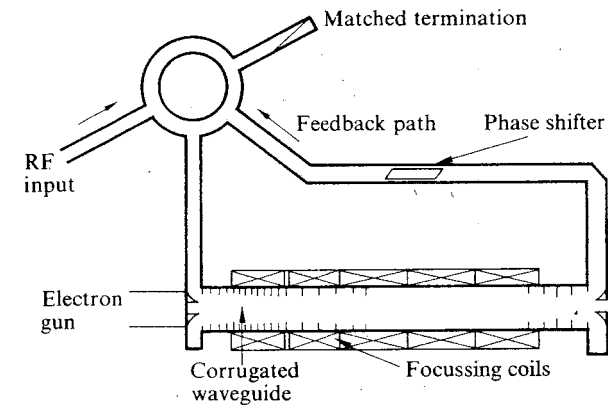 Matched termination
Feedback path
Phase shifter
RF
input
Electron
gun
Corrugated
waveguide
Focussing coils